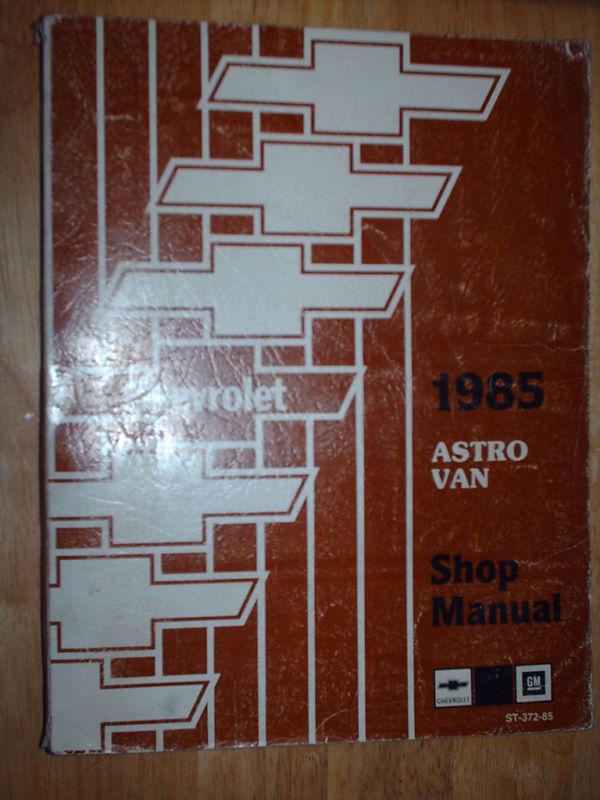 Chevrolet
1985
ASTRO
VAN
Shop
Manual
CHEVROLET
GM
ST-372-85